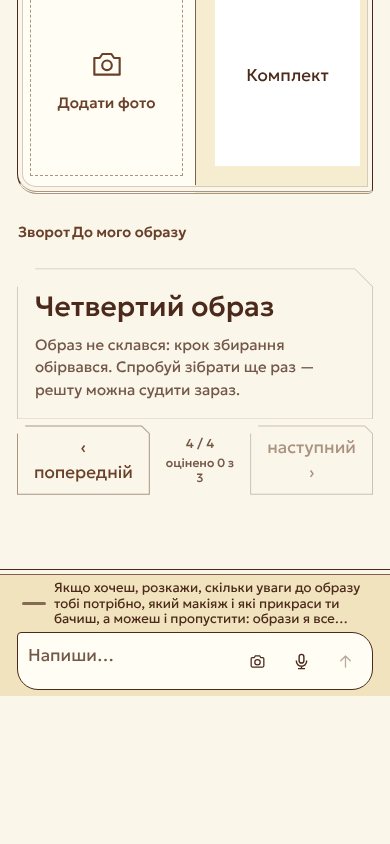 Додати фото
Комплект
Зворот До мого образу
Четвертий образ
Образ не склався: крок збирання
обірвався. Спробуй зібрати ще раз —
решту можна судити зараз.
‹
попередній
4 / 4
оцінено 0 з
3
наступний
›
Якщо хочеш, розкажи, скільки уваги до образу
тобі потрібно, який макіяж і які прикраси ти
бачиш, а можеш і пропустити: образи я все…
Напиши…